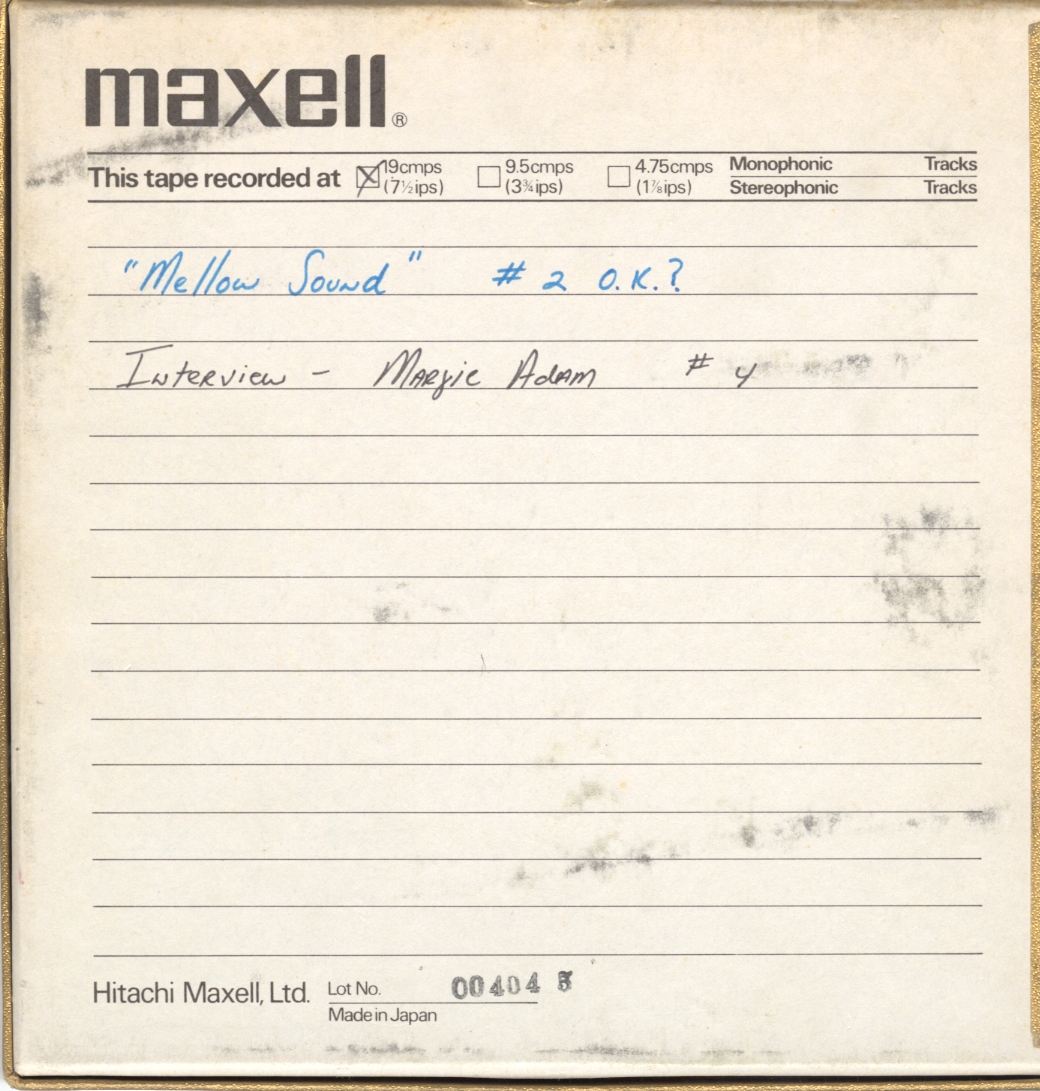 maxell®
This tape recorded at ☒ 19cmps (7½ips) ☐ 9.5cmps (3¾ips) ☐ 4.75cmps (1⅞ips) Monophonic Tracks
Stereophonic Tracks
"Mellow Sound" # 2 O.K.?
Interview - Margie Adam # 4
Hitachi Maxell, Ltd. Lot No. 00404
Made in Japan